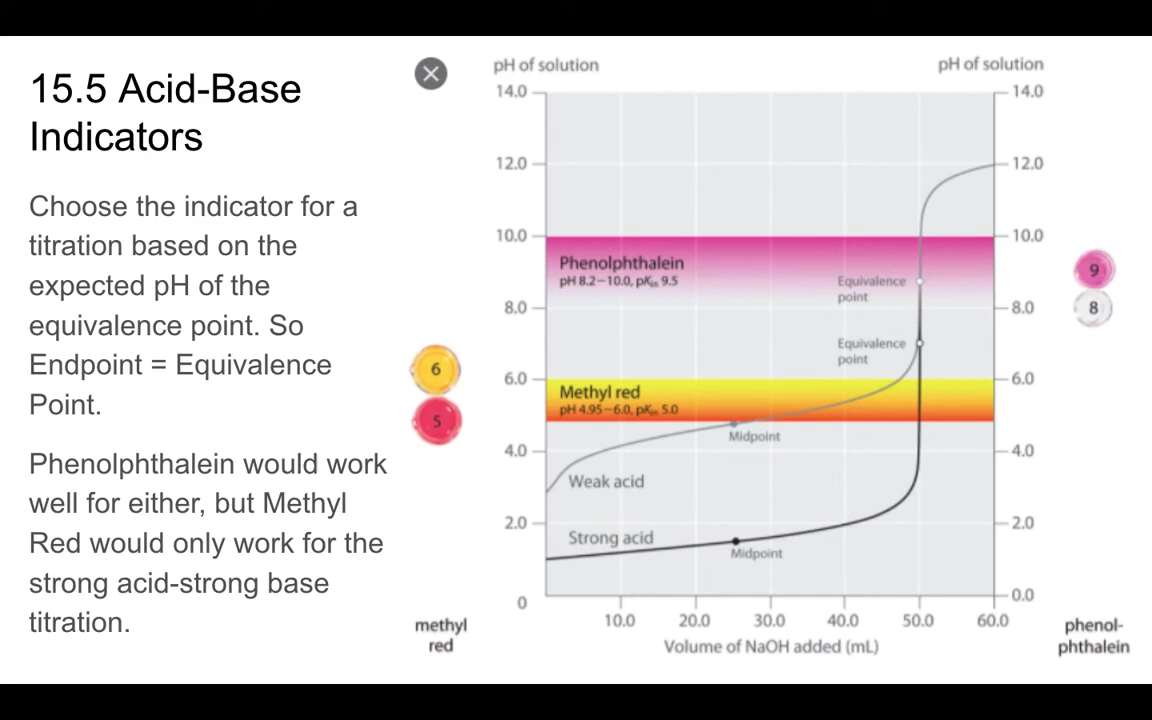 15.5 Acid-Base
Indicators
Choose the indicator for a
titration based on the
expected pH of the
equivalence point. So
Endpoint = Equivalence
Point.
Phenolphthalein would work
well for either, but Methyl
Red would only work for the
strong acid-strong base
titration.
6
5
methyl
red
pH of solution
14.0
12.0
10.0
8.0
6.0
4.0
2.0
0
Phenolphthalein
pH 8.2–10.0, pKin 9.5
Equivalence
point
Equivalence
point
Methyl red
pH 4.95–6.0, pKin 5.0
Midpoint
Weak acid
Strong acid
Midpoint
10.0 20.0 30.0 40.0 50.0 60.0
Volume of NaOH added (mL)
pH of solution
14.0
12.0
10.0
8.0
6.0
4.0
2.0
0.0
9
8
phenol-
phthalein